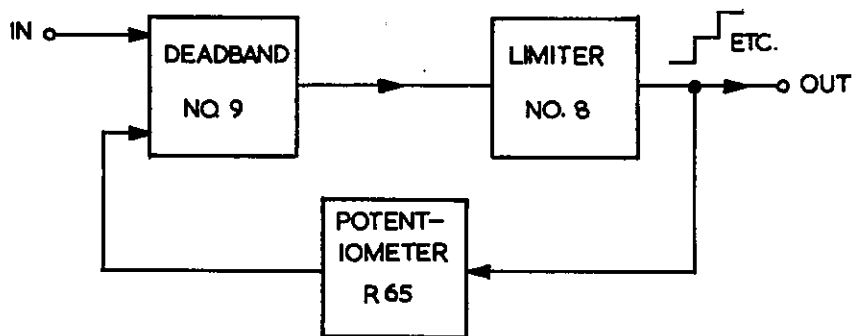 IN
DEADBAND
NO. 9
LIMITER
NO. 8
ETC.
OUT
POTENT-
IOMETER
R 65